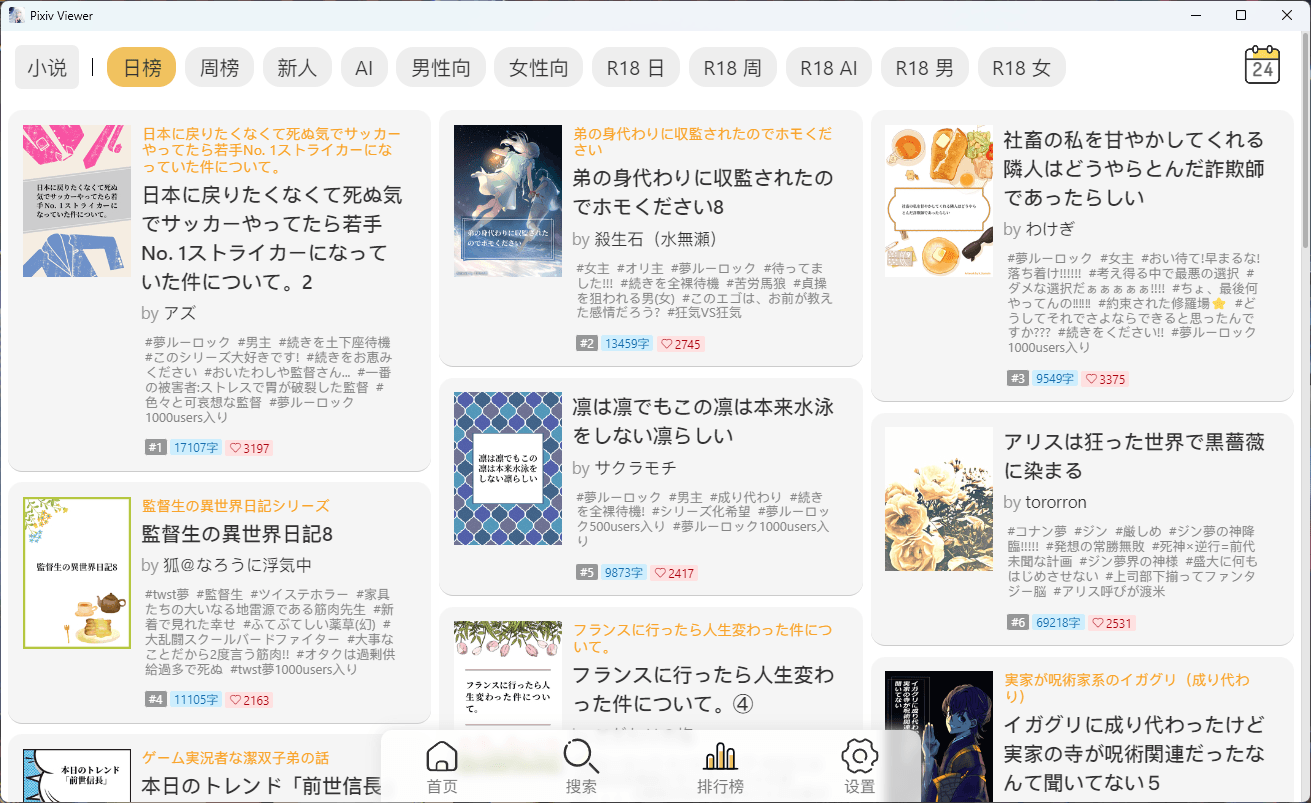 Pixiv Viewer
小说
日榜
周榜
新人
AI
男性向
女性向
R18 日
R18 周
R18 AI
R18 男
R18 女
24
日本に戻りたくなくて死ぬ
気でサッカーやってたら若
手No. 1ストライカーにな
っていた件について。
日本に戻りたくなくて死ぬ気でサッカー
やってたら若手No. 1ストライカーにな
っていた件について。
日本に戻りたくなくて死ぬ気
でサッカーやってたら若手
No. 1ストライカーになって
いた件について。2
by アズ
#夢ルーロック #男主 #続きを土下座待機
#このシリーズ大好きです! #続きをお恵み
ください #おいたわしや監督さん... #一番
の被害者:ストレスで胃が破裂した監督 #
色々と可哀想な監督 #夢ルーロック
1000users入り
#1 17107字 3197
監督生の異世界日記8
監督生の異世界日記シリーズ
監督生の異世界日記8
by 狐@なろうに浮気中
#twst夢 #監督生 #ツイステホラー #家具
たちの大いなる地雷源である筋肉先生 #新
着で見れた幸せ #ふてぶてしい薬草(幻) #
大乱闘スクールバードファイター #大事な
ことだから2度言う筋肉!! #オタクは過剰供
給過多で死ぬ #twst夢1000users入り
#4 11105字 2163
本日のトレンド
「前世信長」
ゲーム実況者な潔双子弟の話
本日のトレンド「前世信長
弟の身代わりに収監された
のでホモください
弟の身代わりに収監されたのでホモくだ
さい
弟の身代わりに収監されたの
でホモください8
by 殺生石（水無瀬）
#女主 #オリ主 #夢ルーロック #待ってま
した!!! #続きを全裸待機 #苦労馬狼 #貞操
を狙われる男(女) #このエゴは、お前が教え
た感情だろう? #狂気VS狂気
#2 13459字 2745
凛は凛でもこの
凛は本来水泳を
しない凛らしい
凛は凛でもこの凛は本来水泳
をしない凛らしい
by サクラモチ
#夢ルーロック #男主 #成り代わり #続き
を全裸待機! #シリーズ化希望 #夢ルーロッ
ク500users入り #夢ルーロック1000users入
り
#5 9873字 2417
フランスに行ったら人
生変わった件につい
て。
フランスに行ったら人生変わった件につ
いて。
フランスに行ったら人生変わ
った件について。④
社畜の私を甘やかしてくれる隣人はどうやら
とんだ詐欺師であったらしい
社畜の私を甘やかしてくれる
隣人はどうやらとんだ詐欺師
であったらしい
by わけぎ
#夢ルーロック #女主 #おい待て!早まるな!
落ち着け!!!!!! #考え得る中で最悪の選択 #
ダメな選択だぁぁぁぁぁ!!!! #ちょ、最後何
やってんの!!!!!! #約束された修羅場⭐ #ど
うしてそれでさよならできると思ったんで
すか??? #続きをください!! #夢ルーロック
1000users入り
#3 9549字 3375
アリスは狂った世界で黒薔薇
に染まる
by tororron
#コナン夢 #ジン #厳しめ #ジン夢の神降
臨!!!!! #発想の常勝無敗 #死神×逆行=前代
未聞な計画 #ジン夢界の神様 #盛大に何も
はじめさせない #上司部下揃ってファンタ
ジー脳 #アリス呼びが渡米
#6 69218字 2531
イガグリに成り代わったけど
実家の寺が呪術関連
聞いてない
実家が呪術家系のイガグリ（成り代わ
り）
イガグリに成り代わったけど
実家の寺が呪術関連だったな
んて聞いてない５
首页
搜索
排行榜
设置